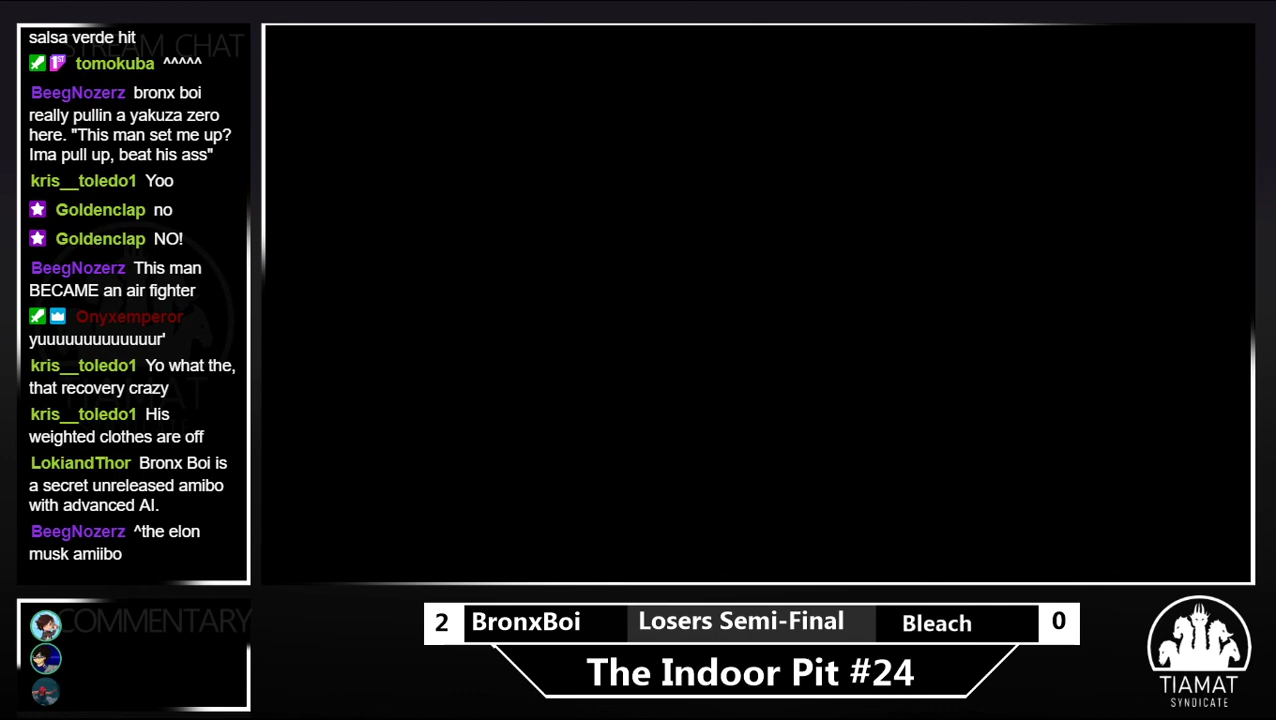 salsa verde hit
STREAM CHAT
tomokuba ^^^^^
BeegNozerz bronx boi
really pullin a yakuza zero
here. "This man set me up?
Ima pull up, beat his ass"
kris__toledo1 Yoo
Goldenclap no
Goldenclap NO!
BeegNozerz This man
BECAME an air fighter
Onyxemperor
yuuuuuuuuuuuur'
kris__toledo1 Yo what the,
that recovery crazy
kris__toledo1 His
weighted clothes are off
LokiandThor Bronx Boi is
a secret unreleased amibo
with advanced AI.
BeegNozerz ^the elon
musk amiibo
COMMENTARY
2 BronxBoi Losers Semi-Final Bleach 0
The Indoor Pit #24
TIAMAT
SYNDICATE